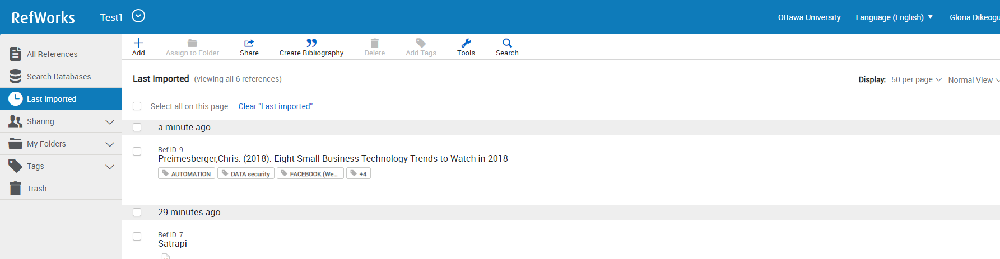 RefWorks Test1 Ottawa University Language (English) Gloria Dikeogu
Add Assign to Folder Share Create Bibliography Delete Add Tags Tools Search
All References
Search Databases
Last Imported
Sharing
My Folders
Tags
Trash
Last Imported (viewing all 6 references) Display: 50 per page Normal View
Select all on this page Clear "Last imported"
a minute ago
Ref ID: 9
Preimesberger,Chris. (2018). Eight Small Business Technology Trends to Watch in 2018
AUTOMATION DATA security FACEBOOK (We... +4
29 minutes ago
Ref ID: 7
Satrapi